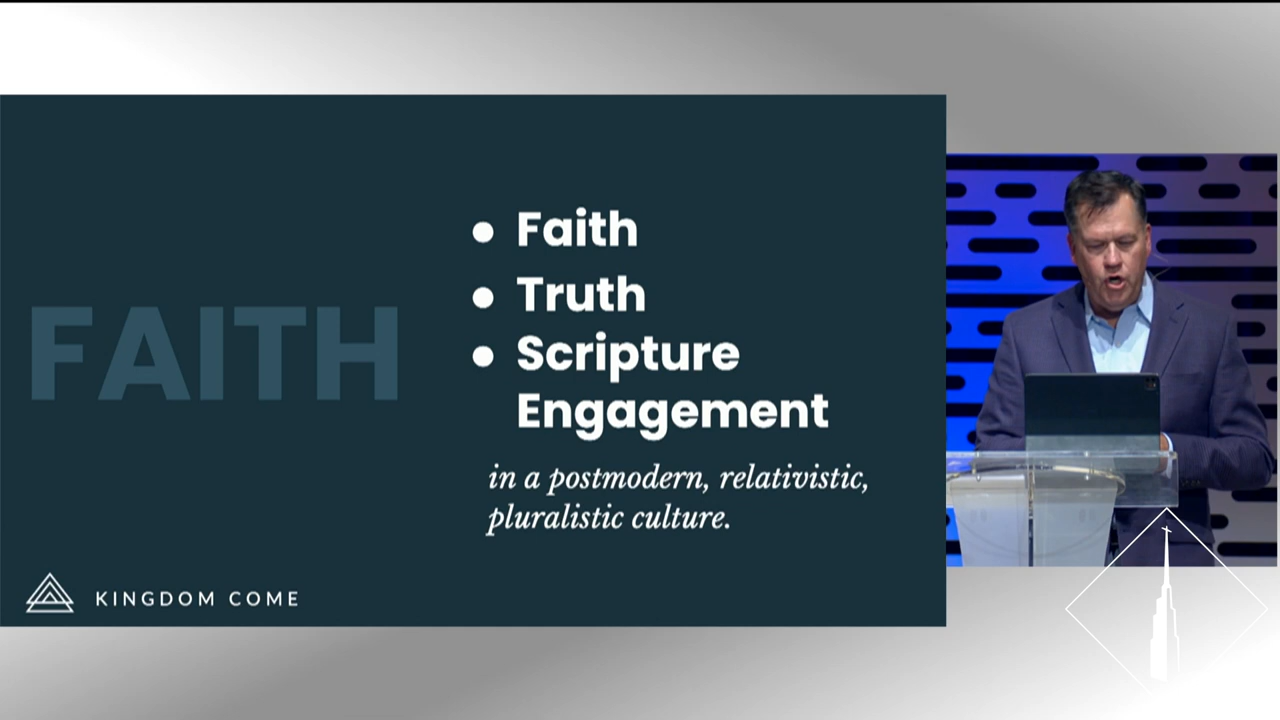 FAITH
● Faith
● Truth
● Scripture
Engagement
in a postmodern, relativistic,
pluralistic culture.
KINGDOM COME